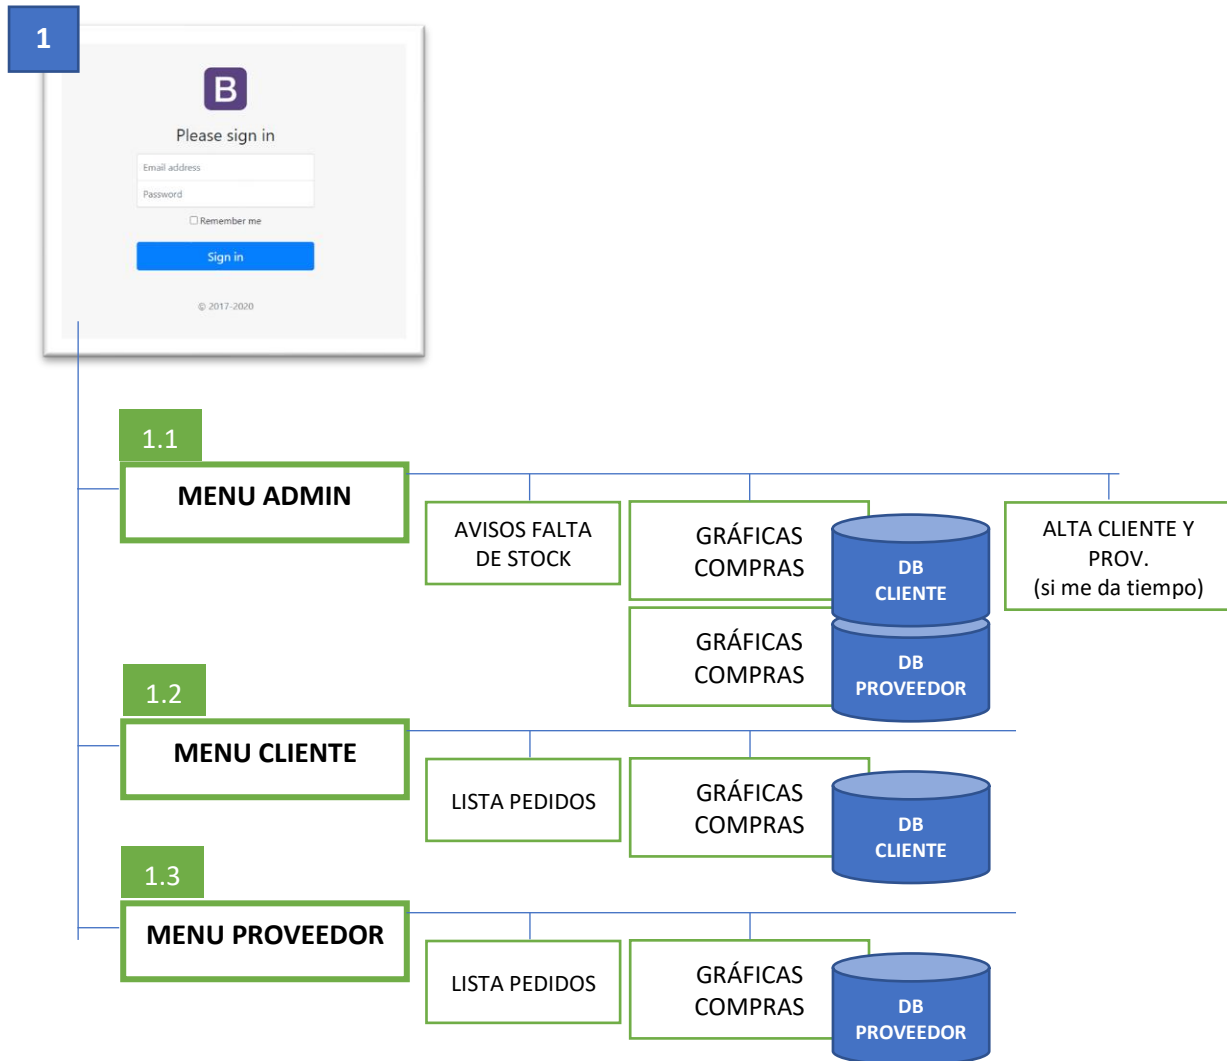 1
B
Please sign in
Email address
Password
Remember me
Sign in
© 2017-2020
1.1
MENU ADMIN
AVISOS FALTA
DE STOCK
GRÁFICAS
COMPRAS
DB
CLIENTE
ALTA CLIENTE Y
PROV.
(si me da tiempo)
GRÁFICAS
COMPRAS
DB
PROVEEDOR
1.2
MENU CLIENTE
LISTA PEDIDOS
GRÁFICAS
COMPRAS
DB
CLIENTE
1.3
MENU PROVEEDOR
LISTA PEDIDOS
GRÁFICAS
COMPRAS
DB
PROVEEDOR